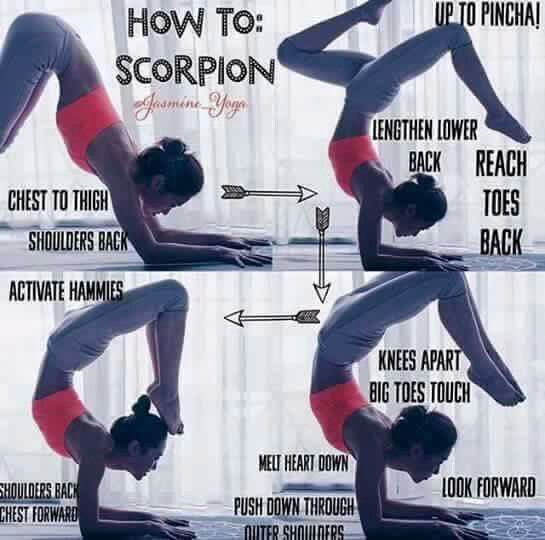 HOW TO:
SCORPION
@Jasmine_Yoga
CHEST TO THIGH
SHOULDERS BACK
UP TO PINCHA!
LENGTHEN LOWER
BACK
REACH
TOES
BACK
KNEES APART
BIG TOES TOUCH
MELT HEART DOWN
LOOK FORWARD
PUSH DOWN THROUGH
OUTER SHOULDERS
ACTIVATE HAMMIES
SHOULDERS BACK
CHEST FORWARD